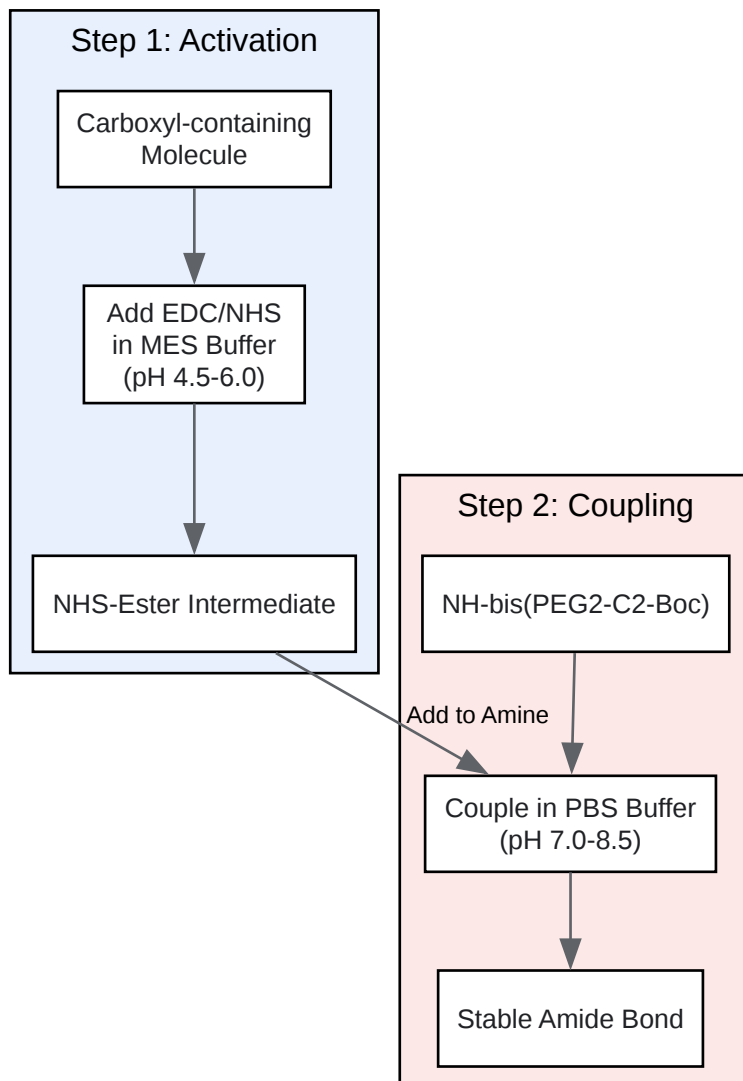 Step 1: Activation
Carboxyl-containing
Molecule
Add EDC/NHS
in MES Buffer
(pH 4.5-6.0)
NHS-Ester Intermediate
Step 2: Coupling
NH-bis(PEG2-C2-Boc)
Add to Amine
Couple in PBS Buffer
(pH 7.0-8.5)
Stable Amide Bond